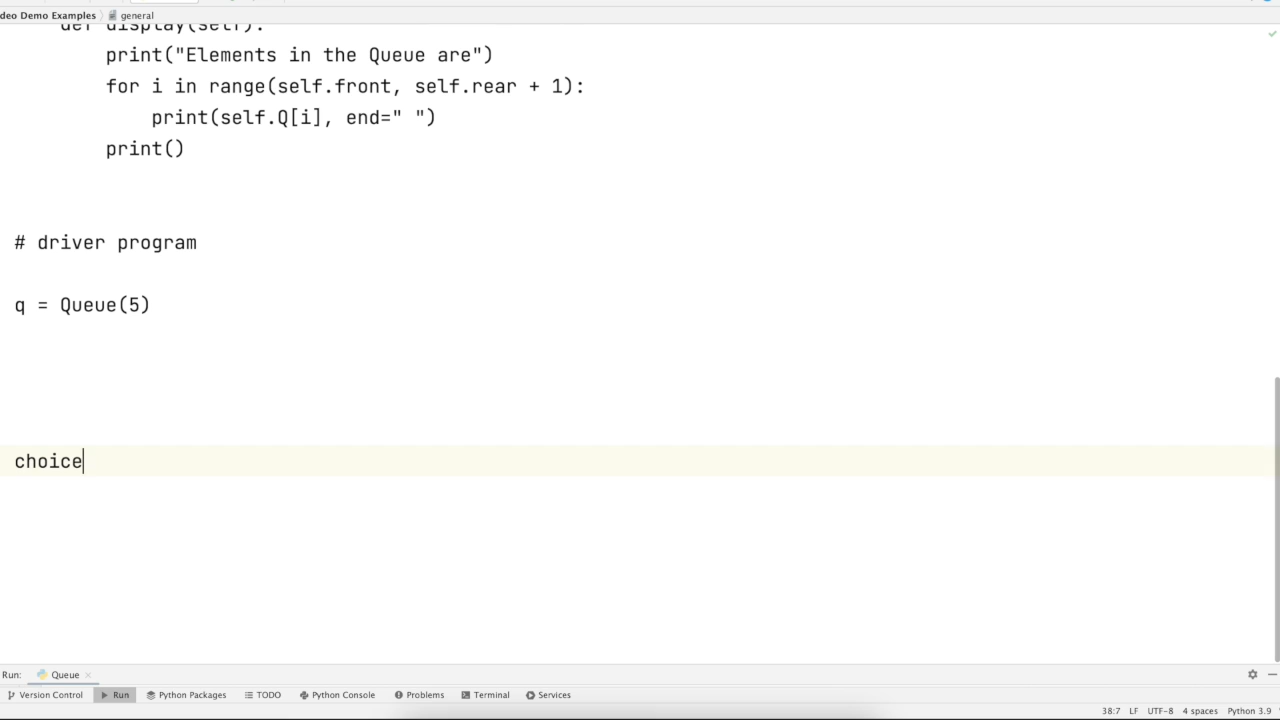 deo Demo Examples general
def display(self):
print("Elements in the Queue are")
for i in range(self.front, self.rear + 1):
print(self.Q[i], end=" ")
print()
# driver program
q = Queue(5)
choice
Run: Queue
Version Control Run Python Packages TODO Python Console Problems Terminal Services
38:7 LF UTF-8 4 spaces Python 3.9